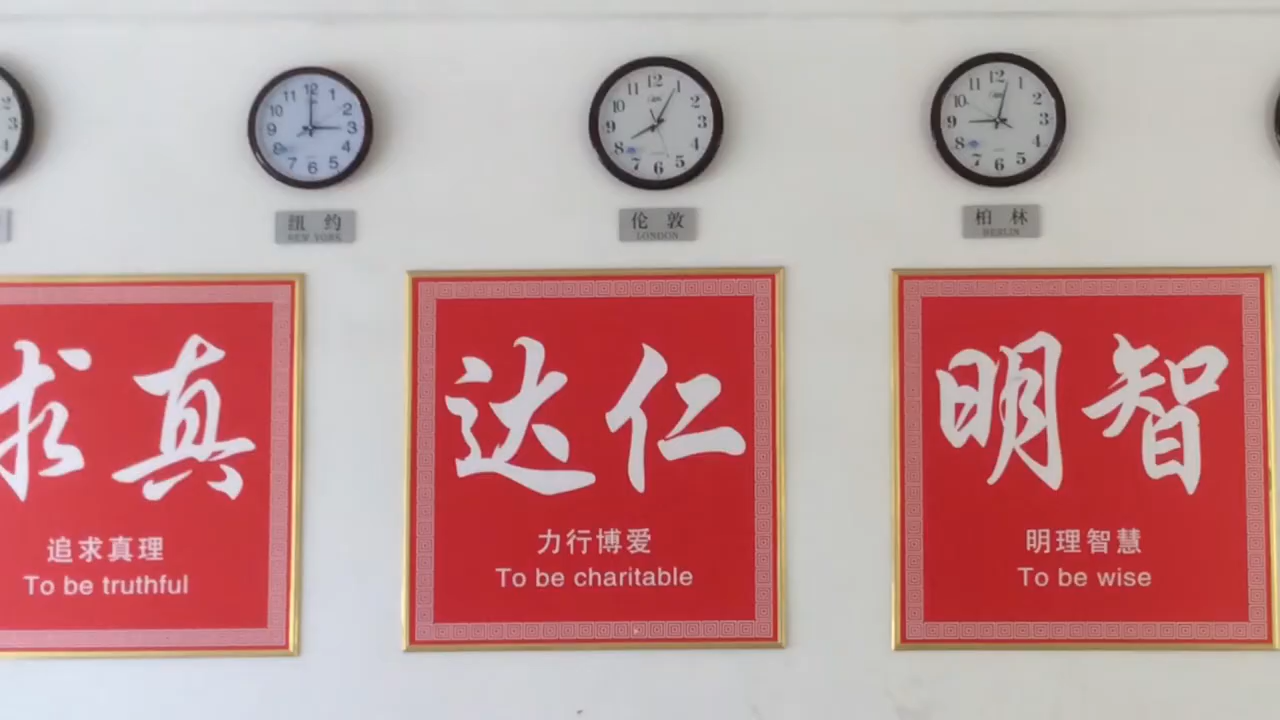 纽约
NEW YORK
伦敦
LONDON
柏林
BERLIN
求真
追求真理
To be truthful
达仁
力行博爱
To be charitable
明智
明理智慧
To be wise